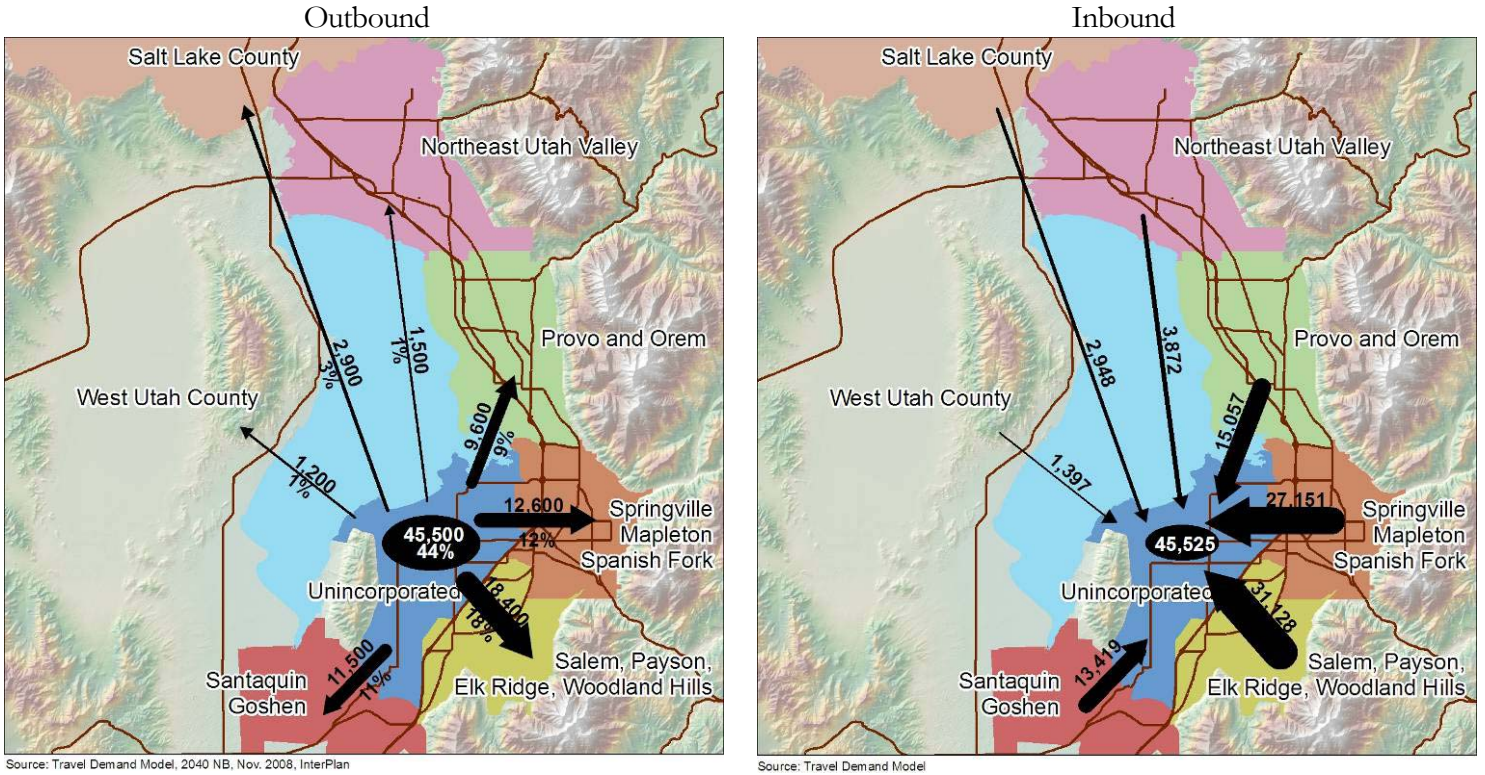 Outbound
Salt Lake County
Northeast Utah Valley
Provo and Orem
West Utah County
2,900
3%
1,500
1%
9,600
9%
1,200
1%
12,600
12%
Springville
Mapleton
Spanish Fork
45,500
44%
Unincorporated
18,400
18%
11,500
11%
Santaquin
Goshen
Salem, Payson,
Elk Ridge, Woodland Hills
Source: Travel Demand Model, 2040 NB, Nov. 2008, InterPlan
Inbound
Salt Lake County
Northeast Utah Valley
Provo and Orem
West Utah County
2,948
3,872
15,057
1,397
27,151
Springville
Mapleton
Spanish Fork
45,525
Unincorporated
31,128
13,419
Santaquin
Goshen
Salem, Payson,
Elk Ridge, Woodland Hills
Source: Travel Demand Model